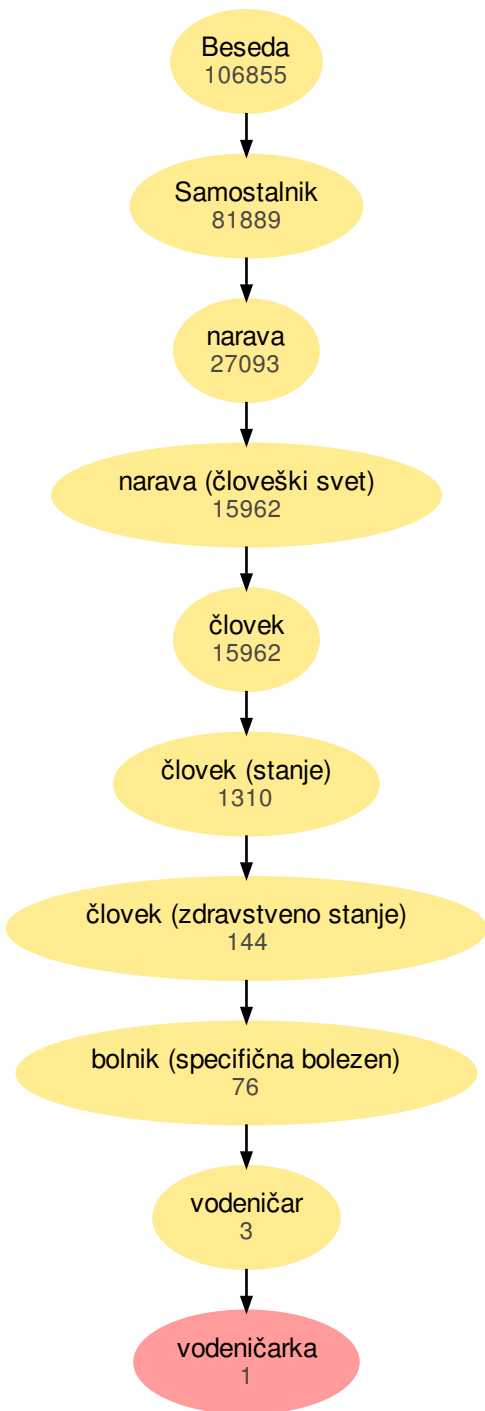 Beseda
106855
Samostalnik
81889
narava
27093
narava (človeški svet)
15962
človek
15962
človek (stanje)
1310
človek (zdravstveno stanje)
144
bolnik (specifična bolezen)
76
vodeničar
3
vodeničarka
1